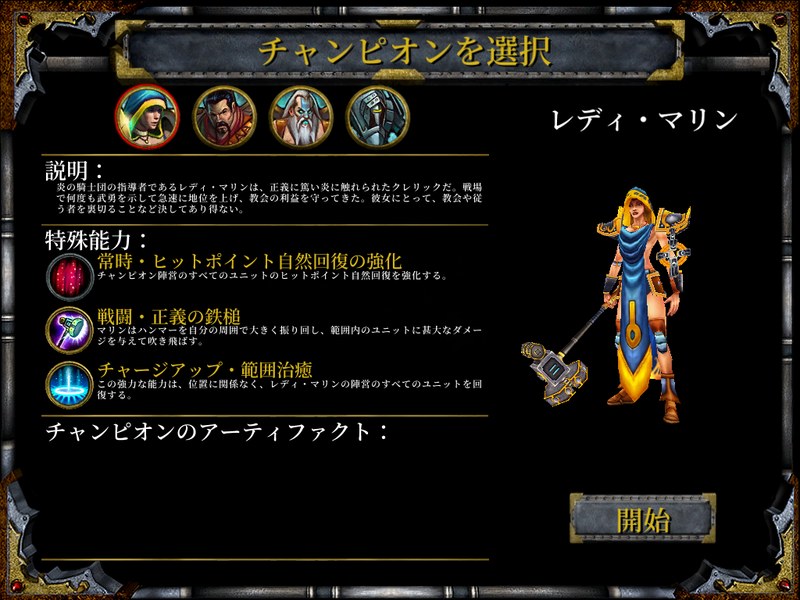 チャンピオンを選択
レディ・マリン
説明：
炎の騎士団の指導者であるレディ・マリンは、正義に篤い炎に触れられたクレリックだ。戦場
で何度も武勇を示して急速に地位を上げ、教会の利益を守ってきた。彼女にとって、教会や従
う者を裏切ることなど決してあり得ない。
特殊能力：
常時・ヒットポイント自然回復の強化
チャンピオン陣営のすべてのユニットのヒットポイント自然回復を強化する。
戦闘・正義の鉄槌
マリンはハンマーを自分の周囲で大きく振り回し、範囲内のユニットに甚大なダメー
ジを与えて吹き飛ばす。
チャージアップ・範囲治癒
この強力な能力は、位置に関係なく、レディ・マリンの陣営のすべてのユニットを回
復する。
チャンピオンのアーティファクト：
開始